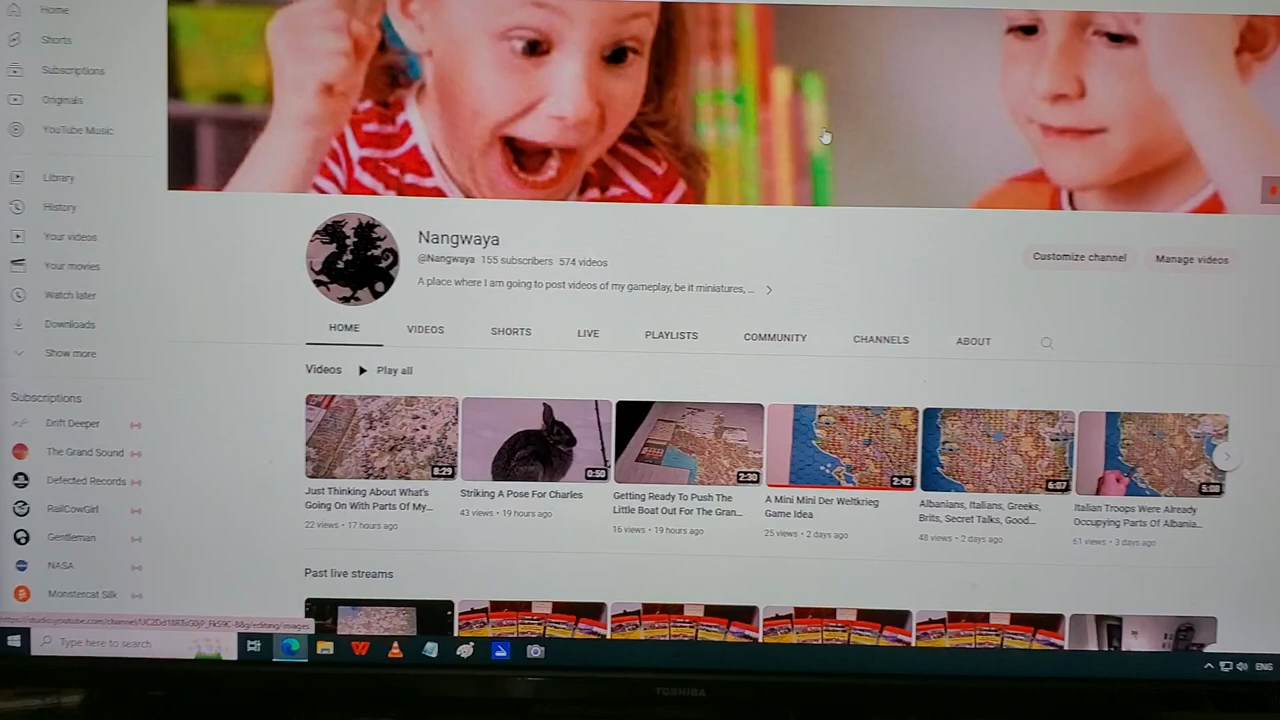 Home
Shorts
Subscriptions
Originals
YouTube Music
Library
History
Your videos
Your movies
Watch later
Downloads
Show more
Subscriptions
Drift Deeper
The Grand Sound
Defected Records
RailCowGirl
Gentleman
NASA
Monstercat Silk
Nangwaya
@Nangwaya 155 subscribers 574 videos
A place where I am going to post videos of my gameplay, be it miniatures, ...
Customize channel
Manage videos
HOME VIDEOS SHORTS LIVE PLAYLISTS COMMUNITY CHANNELS ABOUT
Videos
Play all
8:29
Just Thinking About What's
Going On With Parts Of My...
22 views • 17 hours ago
0:50
Striking A Pose For Charles
43 views • 19 hours ago
2:30
Getting Ready To Push The
Little Boat Out For The Gran...
16 views • 19 hours ago
2:42
A Mini Mini Der Weltkrieg
Game Idea
25 views • 2 days ago
6:07
Albanians, Italians, Greeks,
Brits, Secret Talks, Good...
48 views • 2 days ago
5:08
Italian Troops Were Already
Occupying Parts Of Albania...
61 views • 3 days ago
Past live streams
Type here to search
ENG
TOSHIBA